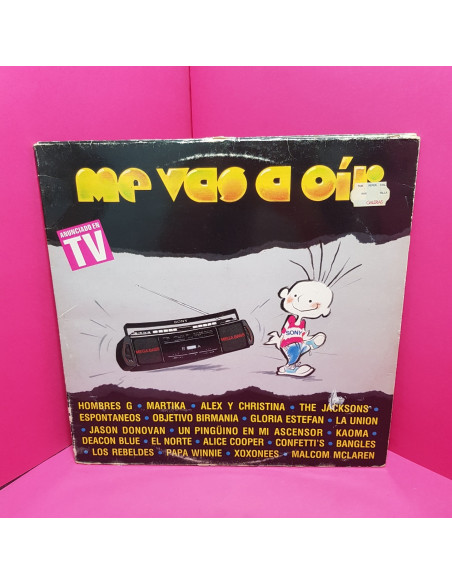 Me vas a oír
ANUNCIADO EN
TV
SONY
SONY
HOMBRES G • MARTIKA • ALEX Y CHRISTINA • THE JACKSONS •
ESPONTANEOS • OBJETIVO BIRMANIA • GLORIA ESTEFAN • LA UNION
• JASON DONOVAN • UN PINGÜINO EN MI ASCENSOR • KAOMA •
DEACON BLUE • EL NORTE • ALICE COOPER • CONFETTI'S • BANGLES
• LOS REBELDES • PAPA WINNIE • XOXONEES • MALCOM MCLAREN